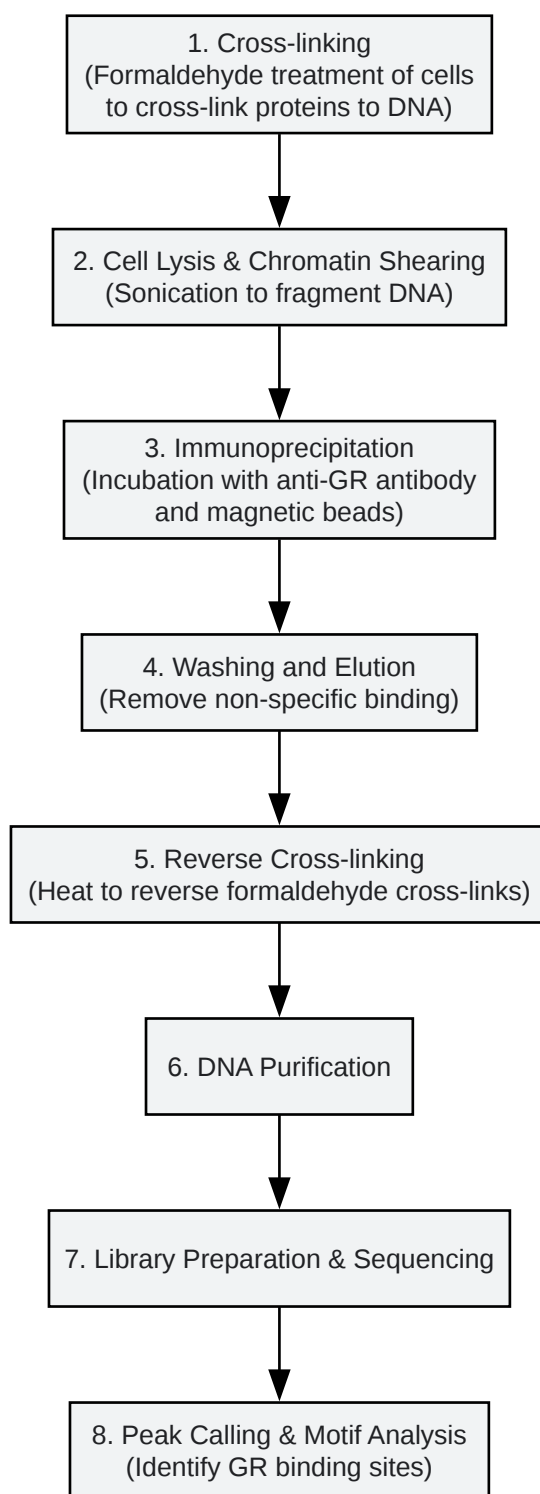 1. Cross-linking
(Formaldehyde treatment of cells
to cross-link proteins to DNA)
2. Cell Lysis & Chromatin Shearing
(Sonication to fragment DNA)
3. Immunoprecipitation
(Incubation with anti-GR antibody
and magnetic beads)
4. Washing and Elution
(Remove non-specific binding)
5. Reverse Cross-linking
(Heat to reverse formaldehyde cross-links)
6. DNA Purification
7. Library Preparation & Sequencing
8. Peak Calling & Motif Analysis
(Identify GR binding sites)